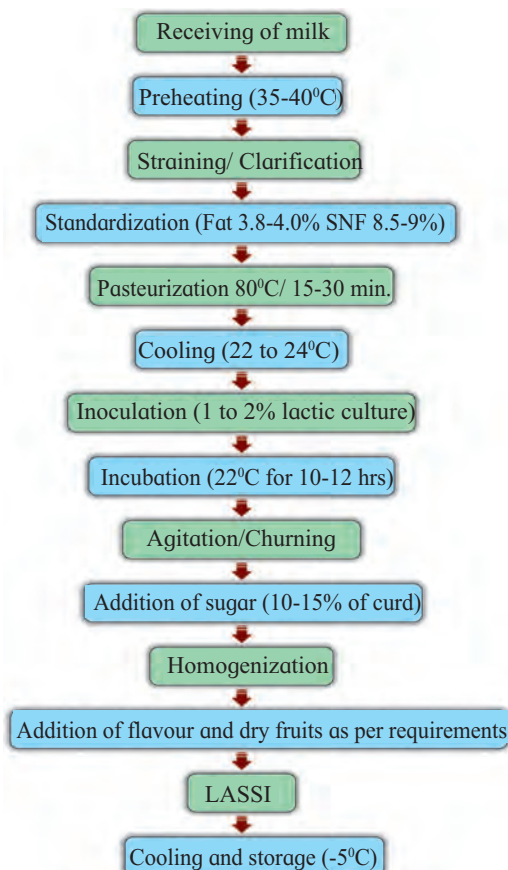 Receiving of milk
Preheating (35-40⁰C)
Straining/ Clarification
Standardization (Fat 3.8-4.0% SNF 8.5-9%)
Pasteurization 80⁰C/ 15-30 min.
Cooling (22 to 24⁰C)
Inoculation (1 to 2% lactic culture)
Incubation (22⁰C for 10-12 hrs)
Agitation/Churning
Addition of sugar (10-15% of curd)
Homogenization
Addition of flavour and dry fruits as per requirements
LASSI
Cooling and storage (-5⁰C)